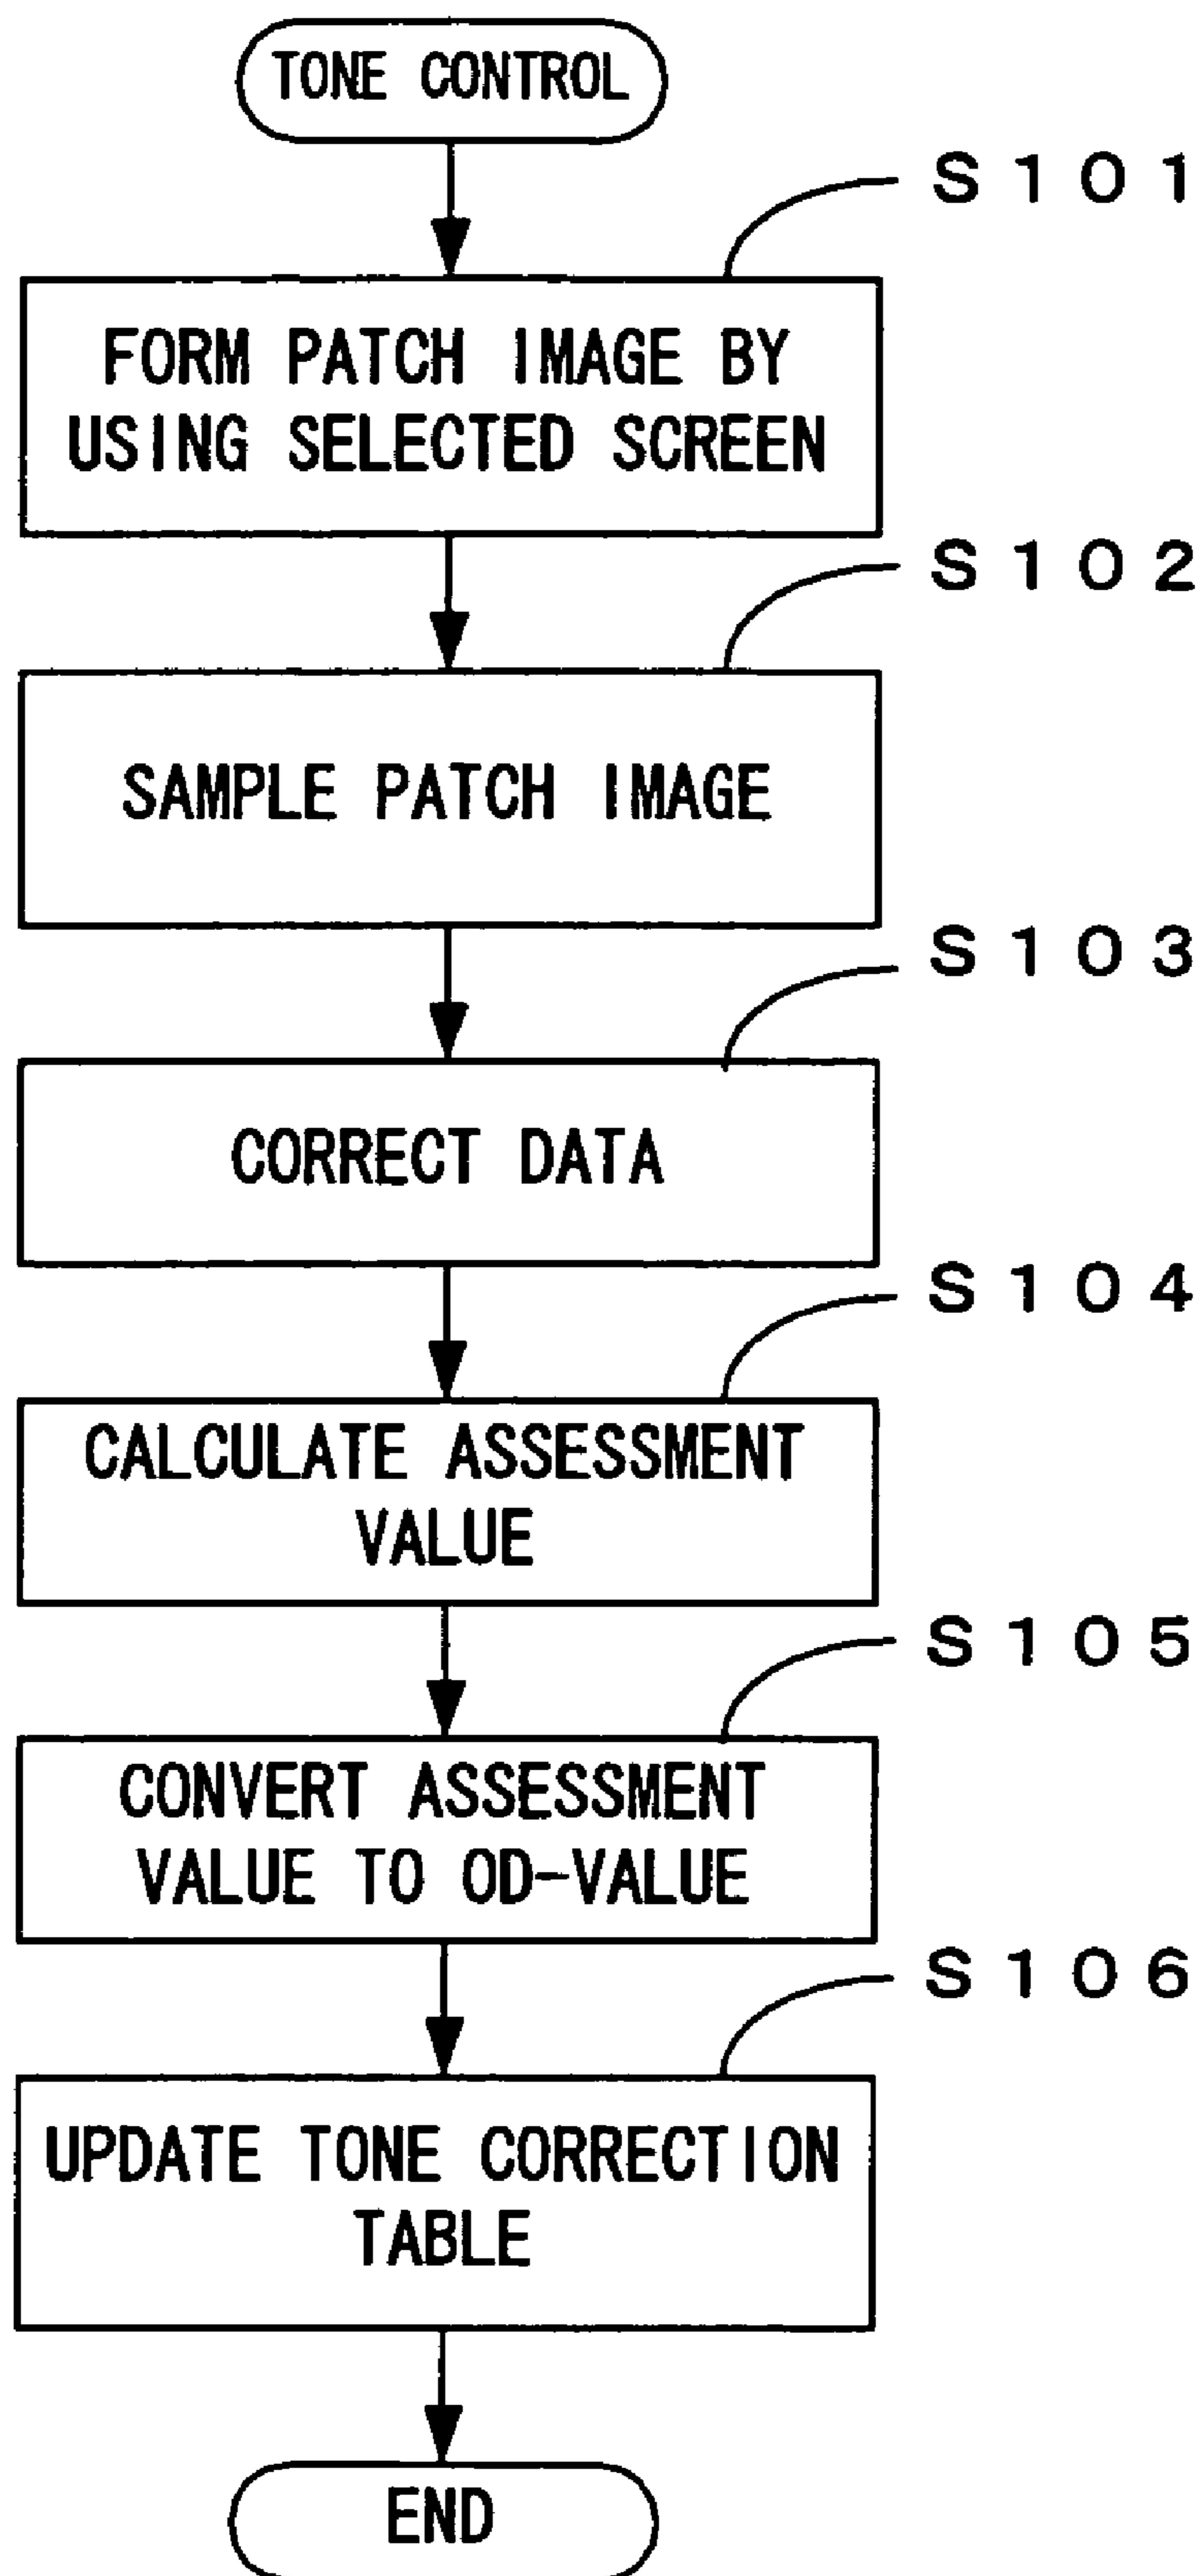 TONE CONTROL
S101
FORM PATCH IMAGE BY
USING SELECTED SCREEN
S102
SAMPLE PATCH IMAGE
S103
CORRECT DATA
S104
CALCULATE ASSESSMENT
VALUE
S105
CONVERT ASSESSMENT
VALUE TO OD-VALUE
S106
UPDATE TONE CORRECTION
TABLE
END